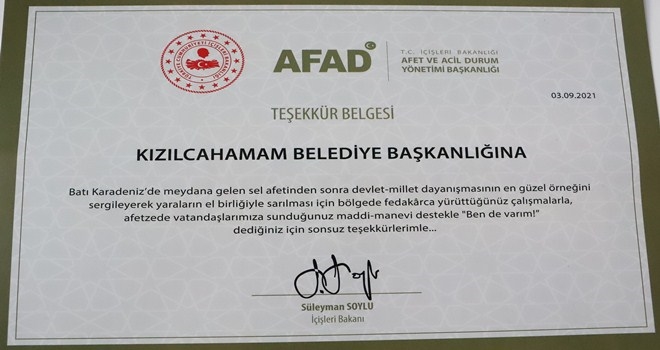 AFAD
T.C. İÇİŞLERİ BAKANLIĞI
AFET VE ACİL DURUM
YÖNETİMİ BAŞKANLIĞI
03.09.2021
TEŞEKKÜR BELGESİ
KIZILCAHAMAM BELEDİYE BAŞKANLIĞINA
Batı Karadeniz'de meydana gelen sel afetinden sonra devlet-millet dayanışmasının en güzel örneğini
sergileyerek yaraların el birliğiyle sarılması için bölgede fedakârca yürüttüğünüz çalışmalarla,
afetzede vatandaşlarımıza sunduğunuz maddi-manevi destekle "Ben de varım!"
dediğiniz için sonsuz teşekkürlerimle...
Süleyman SOYLU
İçişleri Bakanı